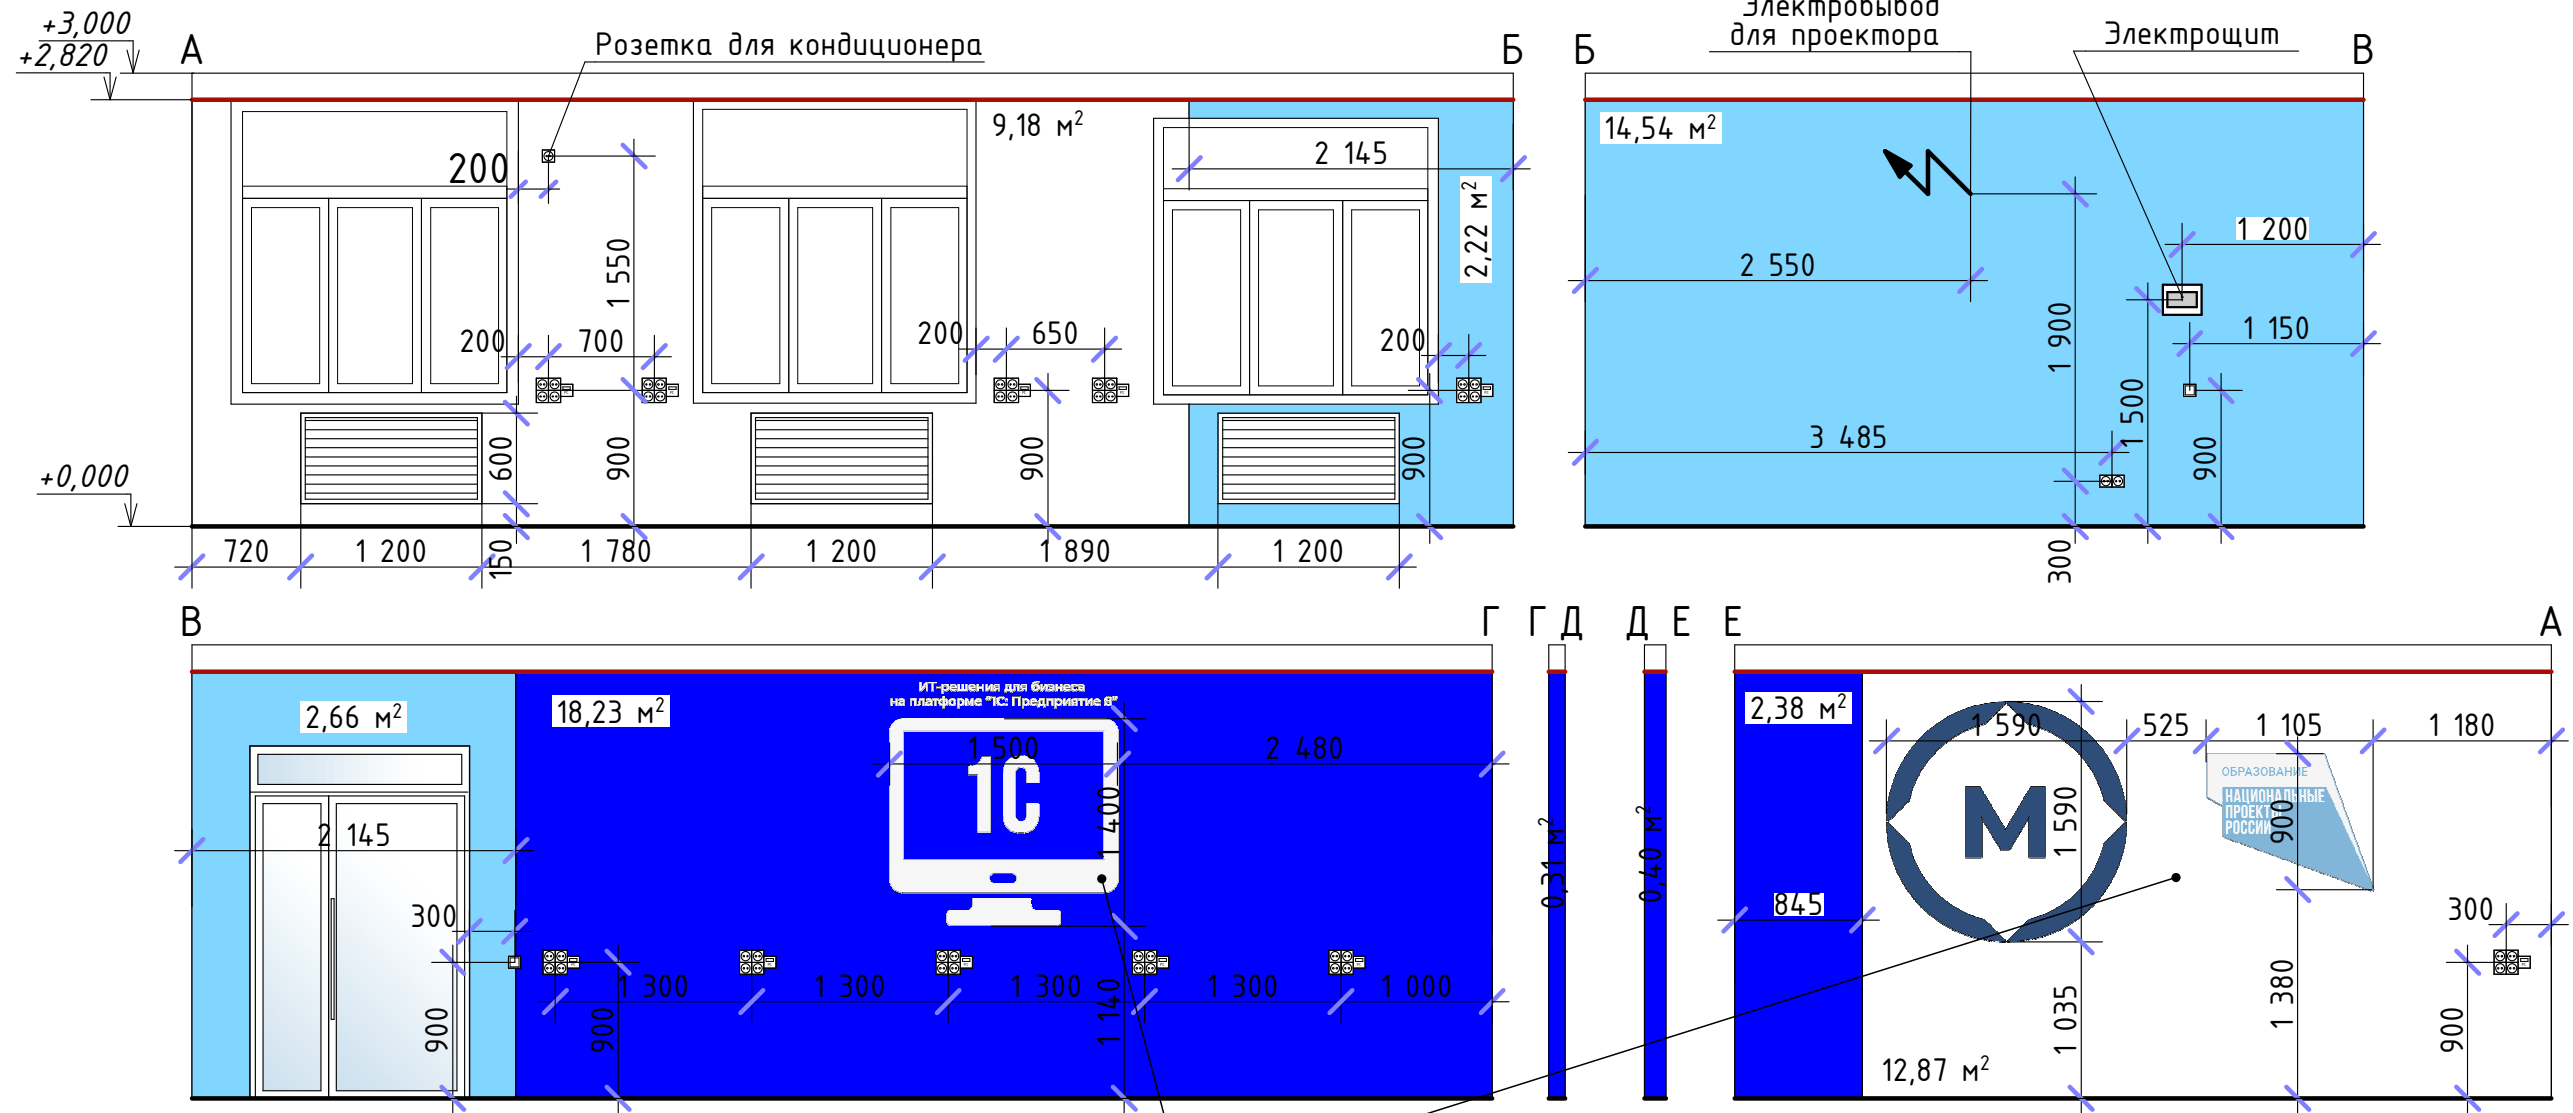 +3,000
+2,820
А
Розетка для кондиционера
Б
9,18 м²
2 145
200
1 550
2,22 м²
200
700
200
650
200
600
900
900
900
+0,000
720
1 200
150
1 780
1 200
1 890
1 200
Б
Электровывод
для проектора
Электрощит
В
14,54 м²
1 200
2 550
1 900
1 150
1 500
3 485
900
300
В
Г
2,66 м²
18,23 м²
ИТ-решения для бизнеса
на платформе "1С: Предприятие 8"
1 500
2 480
1С
1 400
2 145
300
900
900
1 300
1 300
1 300
1 300
1 000
1 140
Г Д
0,31 м²
Д Е
0,40 м²
Е
А
2,38 м²
1 590
525
1 105
1 180
ОБРАЗОВАНИЕ
НАЦИОНАЛЬНЫЕ
ПРОЕКТЫ
РОССИИ
М
1 590
900
845
300
1 035
1 380
900
12,87 м²